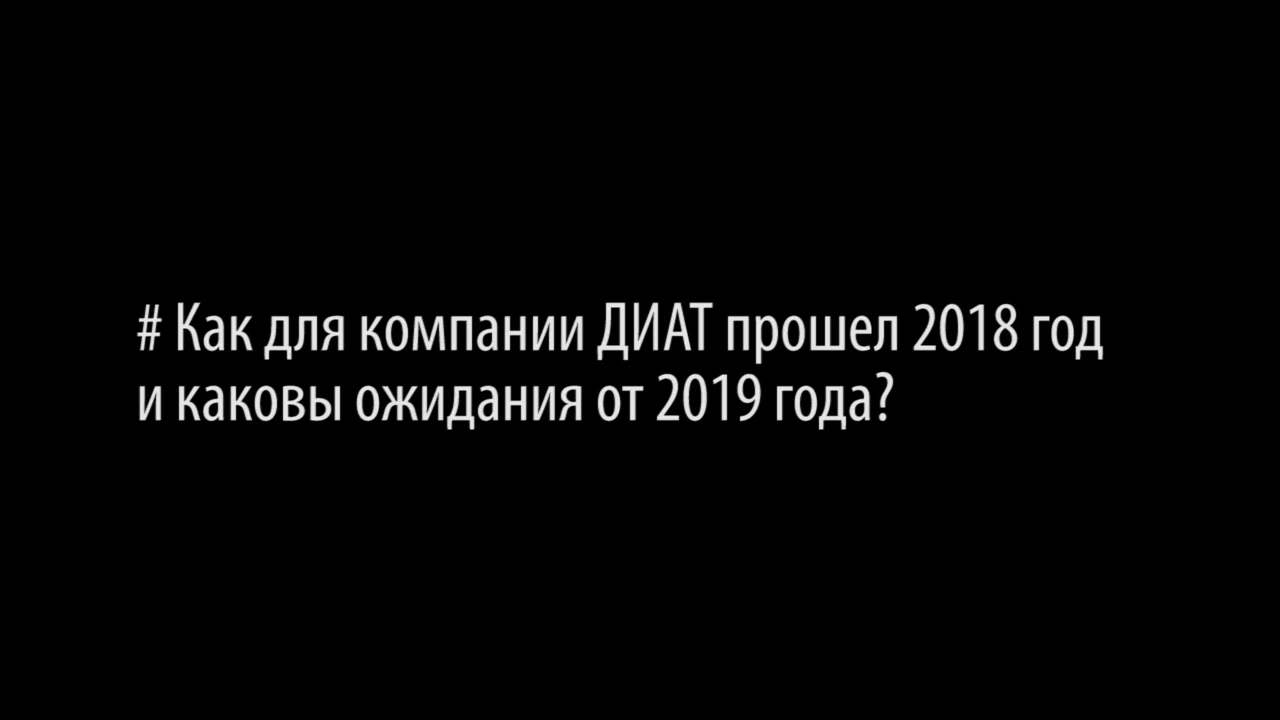 # Как для компании ДИАТ прошел 2018 год
и каковы ожидания от 2019 года?